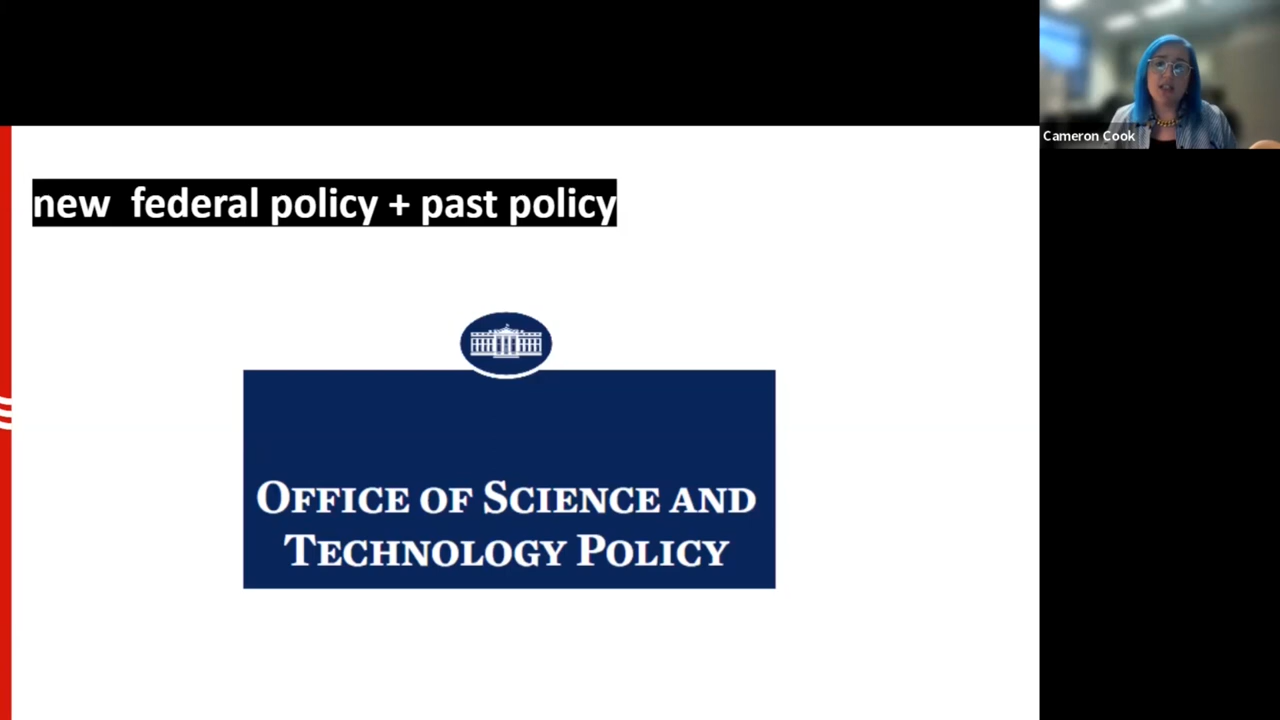 Cameron Cook
new  federal policy + past policy
OFFICE OF SCIENCE AND
TECHNOLOGY POLICY